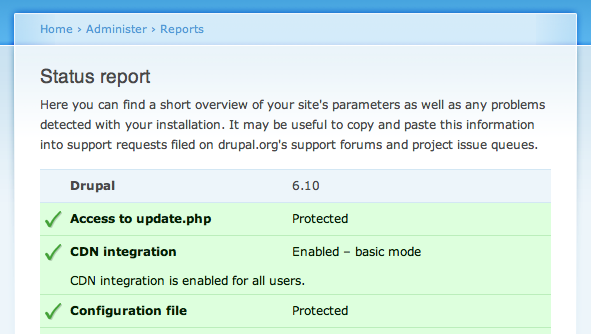 Home › Administer › Reports
Status report
Here you can find a short overview of your site's parameters as well as any problems
detected with your installation. It may be useful to copy and paste this information
into support requests filed on drupal.org's support forums and project issue queues.
Drupal 6.10
Access to update.php Protected
CDN integration Enabled – basic mode
CDN integration is enabled for all users.
Configuration file Protected